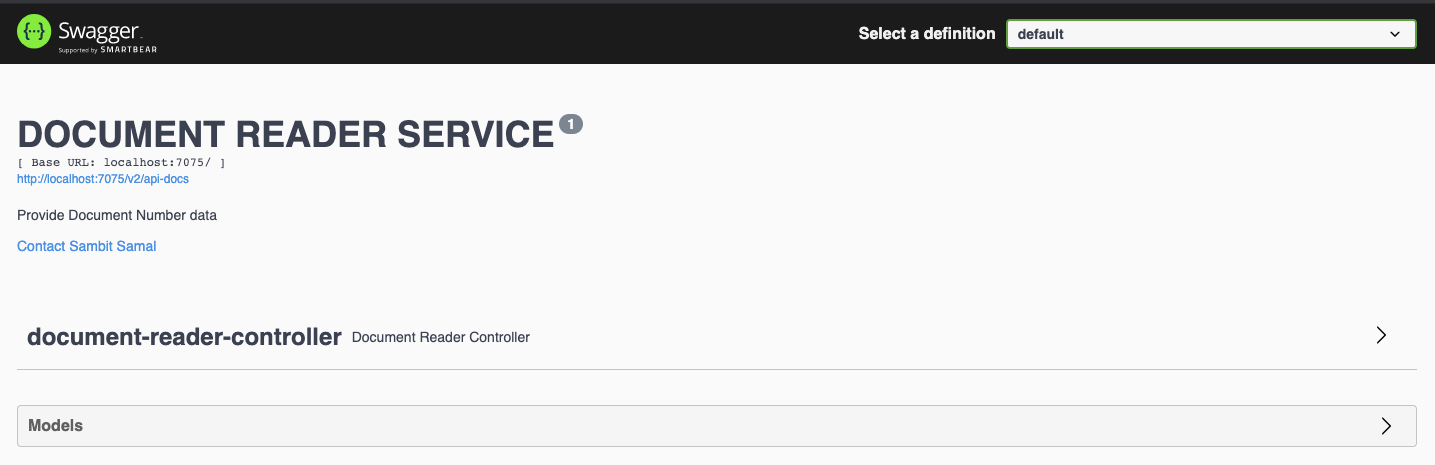 Swagger
Supported by SMARTBEAR
Select a definition
default
DOCUMENT READER SERVICE 1
[ Base URL: localhost:7075/ ]
http://localhost:7075/v2/api-docs
Provide Document Number data
Contact Sambit Samal
document-reader-controller Document Reader Controller
Models